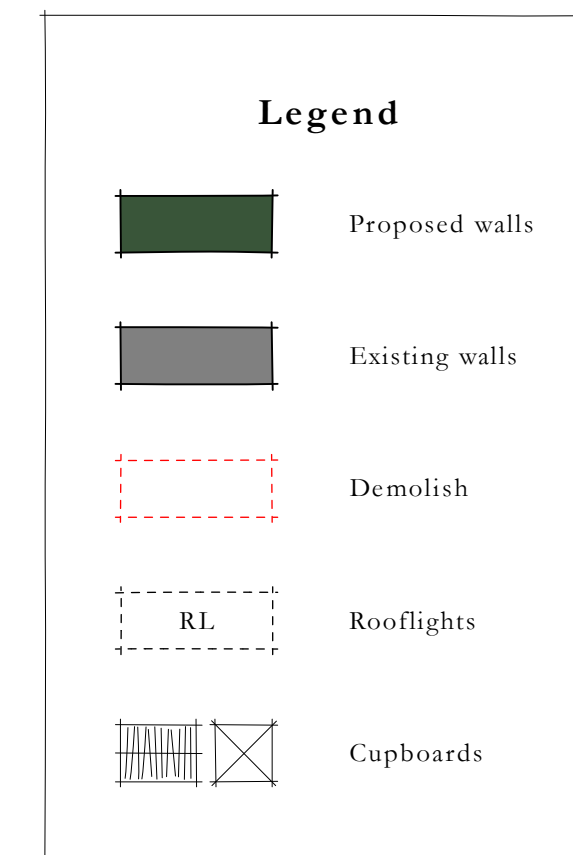 Legend
Proposed walls
Existing walls
Demolish
RL Rooflights
Cupboards